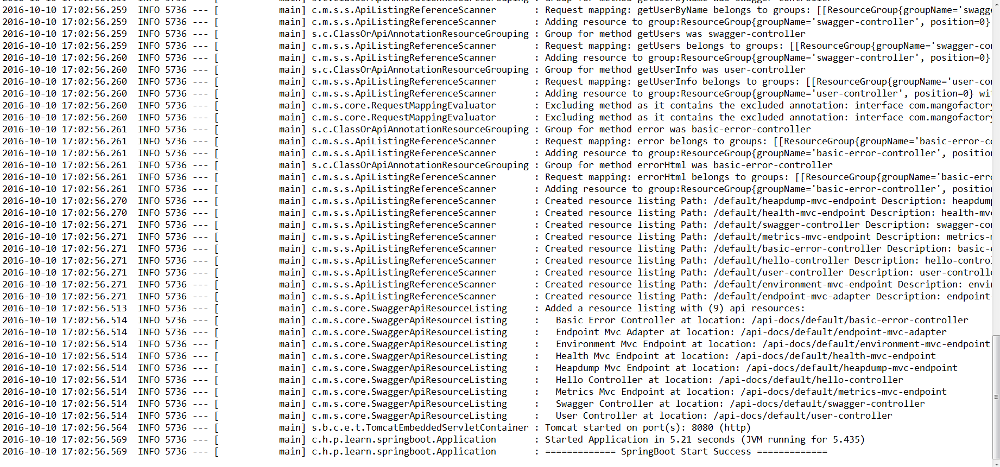 2016-10-10 17:02:56.259  INFO 5736 --- [           main] s.c.ClassOrApiAnnotationResourceGrouping : Group for method getUserByName was swagger-controller
2016-10-10 17:02:56.259  INFO 5736 --- [           main] c.m.s.s.ApiListingReferenceScanner       : Request mapping: getUserByName belongs to groups: [[ResourceGroup{groupName='swagge
2016-10-10 17:02:56.259  INFO 5736 --- [           main] c.m.s.s.ApiListingReferenceScanner       : Adding resource to group:ResourceGroup{groupName='swagger-controller', position=0}
2016-10-10 17:02:56.259  INFO 5736 --- [           main] s.c.ClassOrApiAnnotationResourceGrouping : Group for method getUsers was swagger-controller
2016-10-10 17:02:56.259  INFO 5736 --- [           main] c.m.s.s.ApiListingReferenceScanner       : Request mapping: getUsers belongs to groups: [[ResourceGroup{groupName='swagger-co
2016-10-10 17:02:56.260  INFO 5736 --- [           main] c.m.s.s.ApiListingReferenceScanner       : Adding resource to group:ResourceGroup{groupName='swagger-controller', position=0}
2016-10-10 17:02:56.260  INFO 5736 --- [           main] s.c.ClassOrApiAnnotationResourceGrouping : Group for method getUserInfo was user-controller
2016-10-10 17:02:56.260  INFO 5736 --- [           main] c.m.s.s.ApiListingReferenceScanner       : Request mapping: getUserInfo belongs to groups: [[ResourceGroup{groupName='user-co
2016-10-10 17:02:56.260  INFO 5736 --- [           main] c.m.s.s.ApiListingReferenceScanner       : Adding resource to group:ResourceGroup{groupName='user-controller', position=0} wi
2016-10-10 17:02:56.260  INFO 5736 --- [           main] c.m.s.core.RequestMappingEvaluator       : Excluding method as it contains the excluded annotation: interface com.mangofactory
2016-10-10 17:02:56.260  INFO 5736 --- [           main] c.m.s.core.RequestMappingEvaluator       : Excluding method as it contains the excluded annotation: interface com.mangofactory
2016-10-10 17:02:56.261  INFO 5736 --- [           main] s.c.ClassOrApiAnnotationResourceGrouping : Group for method error was basic-error-controller
2016-10-10 17:02:56.261  INFO 5736 --- [           main] c.m.s.s.ApiListingReferenceScanner       : Request mapping: error belongs to groups: [[ResourceGroup{groupName='basic-error-c
2016-10-10 17:02:56.261  INFO 5736 --- [           main] c.m.s.s.ApiListingReferenceScanner       : Adding resource to group:ResourceGroup{groupName='basic-error-controller', position
2016-10-10 17:02:56.261  INFO 5736 --- [           main] s.c.ClassOrApiAnnotationResourceGrouping : Group for method errorHtml was basic-error-controller
2016-10-10 17:02:56.261  INFO 5736 --- [           main] c.m.s.s.ApiListingReferenceScanner       : Request mapping: errorHtml belongs to groups: [[ResourceGroup{groupName='basic-erro
2016-10-10 17:02:56.261  INFO 5736 --- [           main] c.m.s.s.ApiListingReferenceScanner       : Adding resource to group:ResourceGroup{groupName='basic-error-controller', position
2016-10-10 17:02:56.270  INFO 5736 --- [           main] c.m.s.s.ApiListingReferenceScanner       : Created resource listing Path: /default/heapdump-mvc-endpoint Description: heapdump
2016-10-10 17:02:56.270  INFO 5736 --- [           main] c.m.s.s.ApiListingReferenceScanner       : Created resource listing Path: /default/health-mvc-endpoint Description: health-mv
2016-10-10 17:02:56.271  INFO 5736 --- [           main] c.m.s.s.ApiListingReferenceScanner       : Created resource listing Path: /default/swagger-controller Description: swagger-co
2016-10-10 17:02:56.271  INFO 5736 --- [           main] c.m.s.s.ApiListingReferenceScanner       : Created resource listing Path: /default/metrics-mvc-endpoint Description: metrics-
2016-10-10 17:02:56.271  INFO 5736 --- [           main] c.m.s.s.ApiListingReferenceScanner       : Created resource listing Path: /default/basic-error-controller Description: basic-
2016-10-10 17:02:56.271  INFO 5736 --- [           main] c.m.s.s.ApiListingReferenceScanner       : Created resource listing Path: /default/hello-controller Description: hello-contro
2016-10-10 17:02:56.271  INFO 5736 --- [           main] c.m.s.s.ApiListingReferenceScanner       : Created resource listing Path: /default/user-controller Description: user-controlle
2016-10-10 17:02:56.271  INFO 5736 --- [           main] c.m.s.s.ApiListingReferenceScanner       : Created resource listing Path: /default/environment-mvc-endpoint Description: envi
2016-10-10 17:02:56.271  INFO 5736 --- [           main] c.m.s.s.ApiListingReferenceScanner       : Created resource listing Path: /default/endpoint-mvc-adapter Description: endpoint-
2016-10-10 17:02:56.513  INFO 5736 --- [           main] c.m.s.core.SwaggerApiResourceListing     : Added a resource listing with (9) api resources:
2016-10-10 17:02:56.514  INFO 5736 --- [           main] c.m.s.core.SwaggerApiResourceListing     :   Basic Error Controller at location: /api-docs/default/basic-error-controller
2016-10-10 17:02:56.514  INFO 5736 --- [           main] c.m.s.core.SwaggerApiResourceListing     :   Endpoint Mvc Adapter at location: /api-docs/default/endpoint-mvc-adapter
2016-10-10 17:02:56.514  INFO 5736 --- [           main] c.m.s.core.SwaggerApiResourceListing     :   Environment Mvc Endpoint at location: /api-docs/default/environment-mvc-endpoint
2016-10-10 17:02:56.514  INFO 5736 --- [           main] c.m.s.core.SwaggerApiResourceListing     :   Health Mvc Endpoint at location: /api-docs/default/health-mvc-endpoint
2016-10-10 17:02:56.514  INFO 5736 --- [           main] c.m.s.core.SwaggerApiResourceListing     :   Heapdump Mvc Endpoint at location: /api-docs/default/heapdump-mvc-endpoint
2016-10-10 17:02:56.514  INFO 5736 --- [           main] c.m.s.core.SwaggerApiResourceListing     :   Hello Controller at location: /api-docs/default/hello-controller
2016-10-10 17:02:56.514  INFO 5736 --- [           main] c.m.s.core.SwaggerApiResourceListing     :   Metrics Mvc Endpoint at location: /api-docs/default/metrics-mvc-endpoint
2016-10-10 17:02:56.514  INFO 5736 --- [           main] c.m.s.core.SwaggerApiResourceListing     :   Swagger Controller at location: /api-docs/default/swagger-controller
2016-10-10 17:02:56.514  INFO 5736 --- [           main] c.m.s.core.SwaggerApiResourceListing     :   User Controller at location: /api-docs/default/user-controller
2016-10-10 17:02:56.564  INFO 5736 --- [           main] s.b.c.e.t.TomcatEmbeddedServletContainer : Tomcat started on port(s): 8080 (http)
2016-10-10 17:02:56.569  INFO 5736 --- [           main] c.h.p.learn.springboot.Application       : Started Application in 5.21 seconds (JVM running for 5.435)
2016-10-10 17:02:56.569  INFO 5736 --- [           main] c.h.p.learn.springboot.Application       : ============= SpringBoot Start Success =============